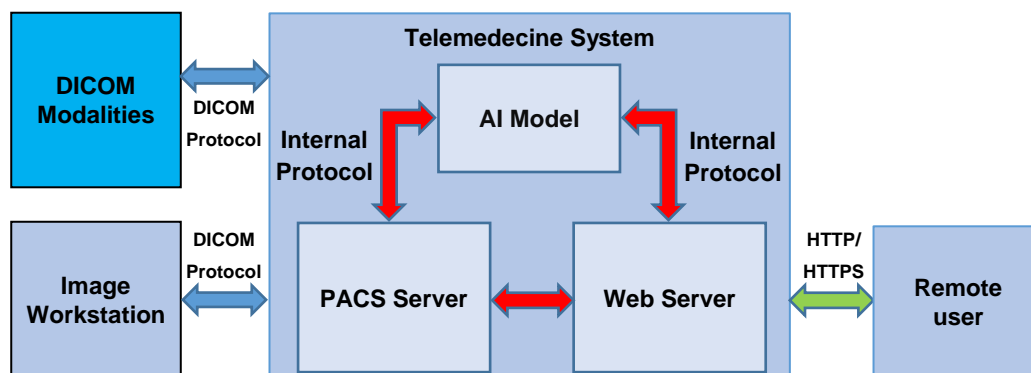 Telemedecine System
DICOM
Modalities
DICOM
Protocol
AI Model
Internal
Protocol
Internal
Protocol
Image
Workstation
DICOM
Protocol
PACS Server
Web Server
HTTP/
HTTPS
Remote
user